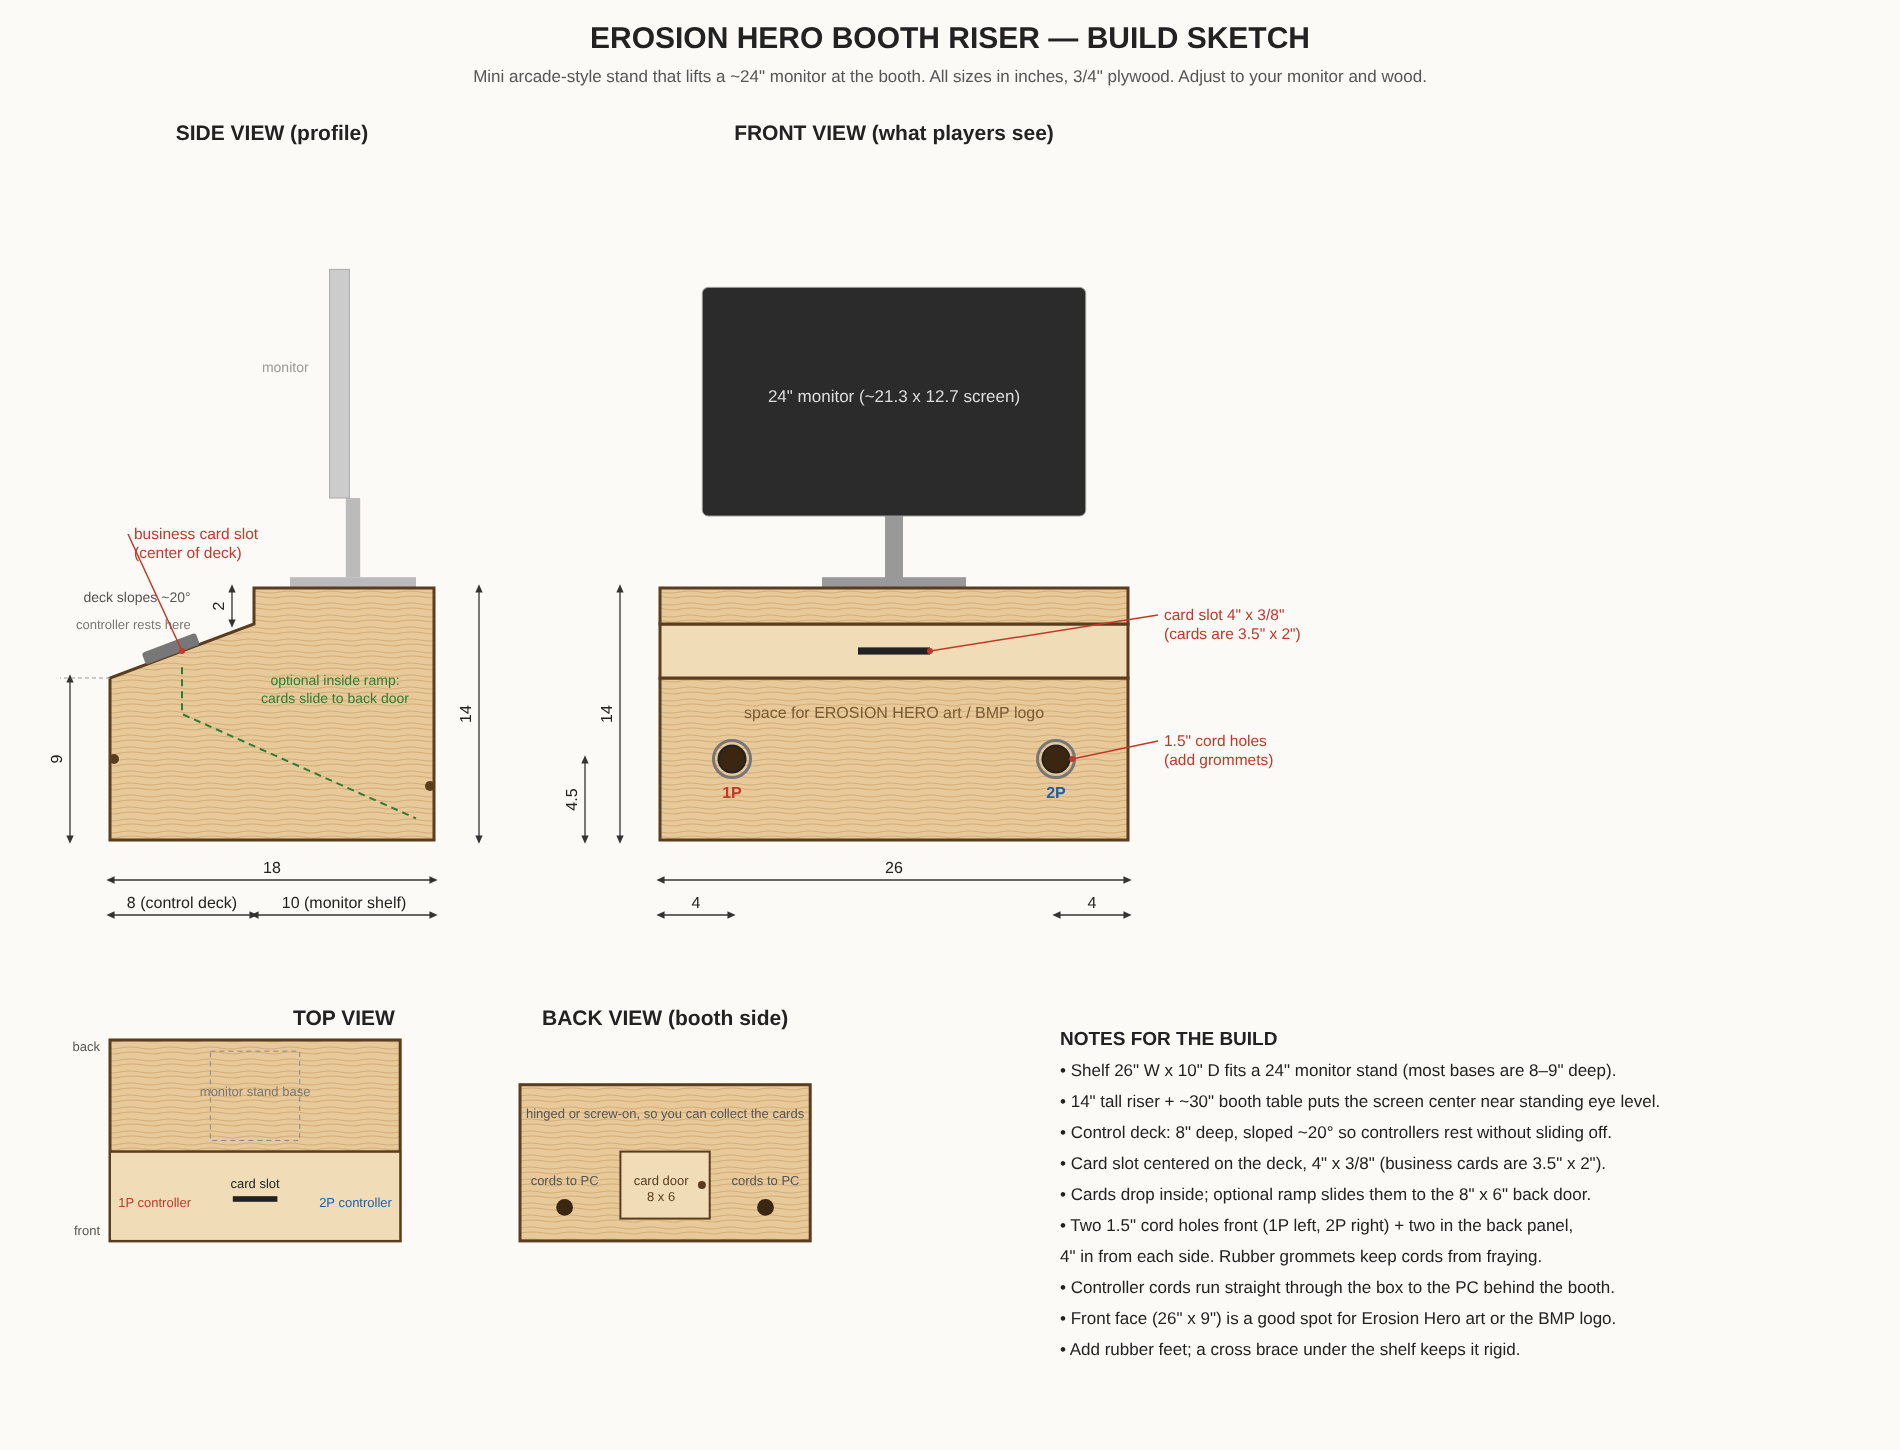 EROSION HERO BOOTH RISER — BUILD SKETCH
Mini arcade-style stand that lifts a ~24" monitor at the booth. All sizes in inches, 3/4" plywood. Adjust to your monitor and wood.
SIDE VIEW (profile)
monitor
business card slot
(center of deck)
deck slopes ~20°
2
controller rests here
optional inside ramp:
cards slide to back door
14
9
18
8 (control deck)
10 (monitor shelf)
FRONT VIEW (what players see)
24" monitor (~21.3 x 12.7 screen)
card slot 4" x 3/8"
(cards are 3.5" x 2")
space for EROSION HERO art / BMP logo
14
1.5" cord holes
(add grommets)
4.5
1P
2P
26
4
4
TOP VIEW
back
monitor stand base
card slot
1P controller
2P controller
front
BACK VIEW (booth side)
hinged or screw-on, so you can collect the cards
cords to PC
card door
8 x 6
cords to PC
NOTES FOR THE BUILD
• Shelf 26" W x 10" D fits a 24" monitor stand (most bases are 8–9" deep).
• 14" tall riser + ~30" booth table puts the screen center near standing eye level.
• Control deck: 8" deep, sloped ~20° so controllers rest without sliding off.
• Card slot centered on the deck, 4" x 3/8" (business cards are 3.5" x 2").
• Cards drop inside; optional ramp slides them to the 8" x 6" back door.
• Two 1.5" cord holes front (1P left, 2P right) + two in the back panel,
4" in from each side. Rubber grommets keep cords from fraying.
• Controller cords run straight through the box to the PC behind the booth.
• Front face (26" x 9") is a good spot for Erosion Hero art or the BMP logo.
• Add rubber feet; a cross brace under the shelf keeps it rigid.